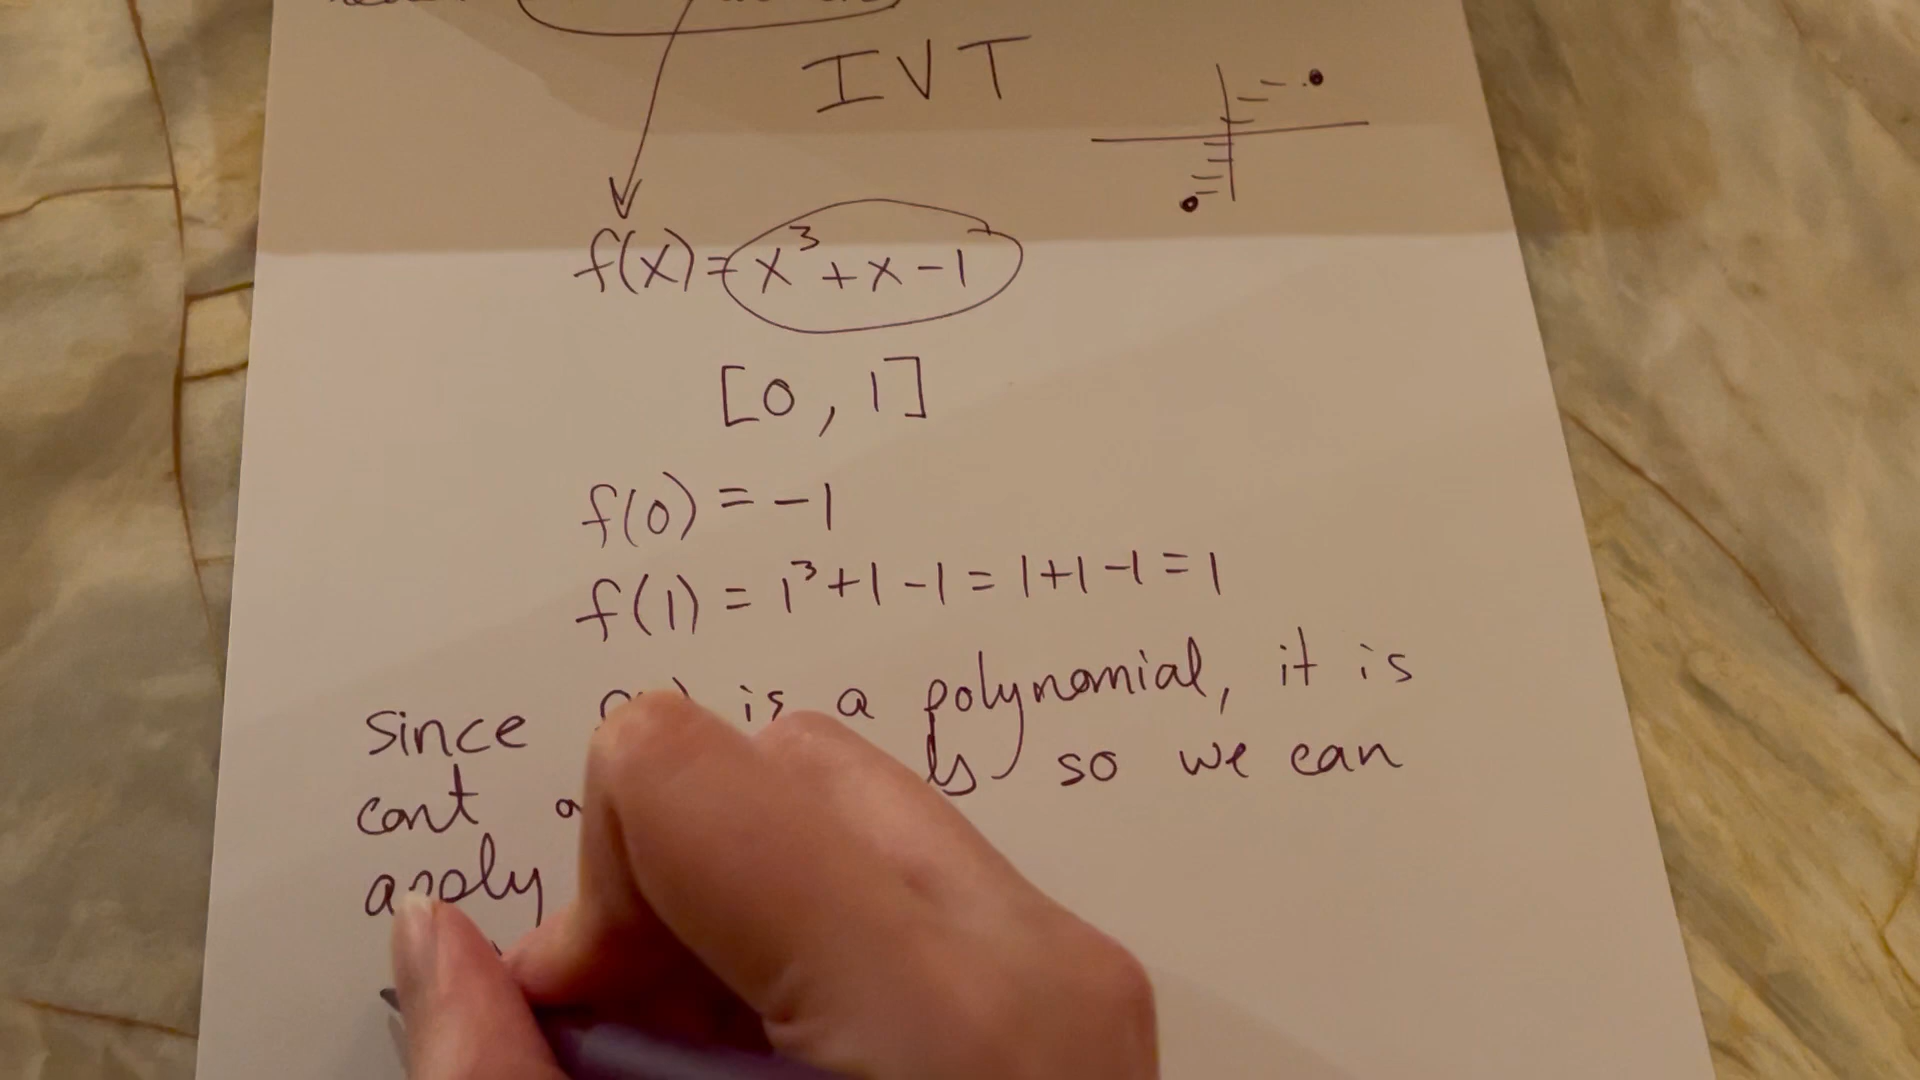 IVT
f(x) = x³ + x - 1
[0, 1]
f(0) = -1
f(1) = 1³ + 1 - 1 = 1 + 1 - 1 = 1
since is a polynomial, it is
cont so we can
apply